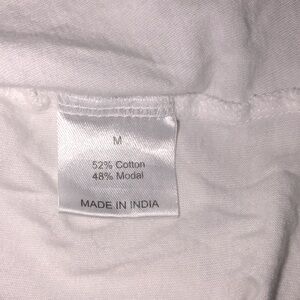 M
52% Cotton
48% Modal
MADE IN INDIA